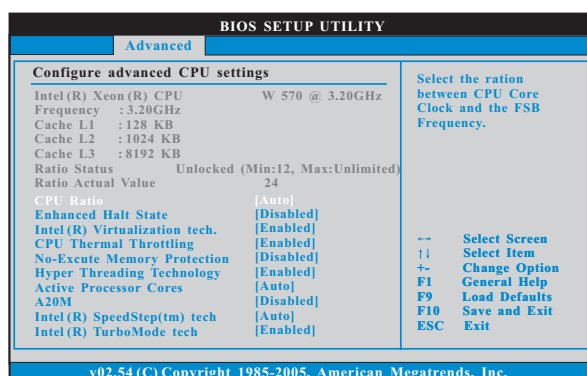 BIOS SETUP UTILITY
Advanced
Configure advanced CPU settings
Intel (R) Xeon (R) CPU W 570 @ 3.20GHz
Frequency : 3.20GHz
Cache L1 : 128 KB
Cache L2 : 1024 KB
Cache L3 : 8192 KB
Ratio Status Unlocked (Min:12, Max:Unlimited)
Ratio Actual Value 24
CPU Ratio [Auto]
Enhanced Halt State [Disabled]
Intel (R) Virtualization tech. [Enabled]
CPU Thermal Throttling [Enabled]
No-Excute Memory Protection [Disabled]
Hyper Threading Technology [Enabled]
Active Processor Cores [Auto]
A20M [Disabled]
Intel (R) SpeedStep(tm) tech [Auto]
Intel (R) TurboMode tech [Enabled]
Select the ration
between CPU Core
Clock and the FSB
Frequency.
←→ Select Screen
↑↓ Select Item
+- Change Option
F1 General Help
F9 Load Defaults
F10 Save and Exit
ESC Exit
v02.54 (C) Copyright 1985-2005, American Megatrends, Inc.